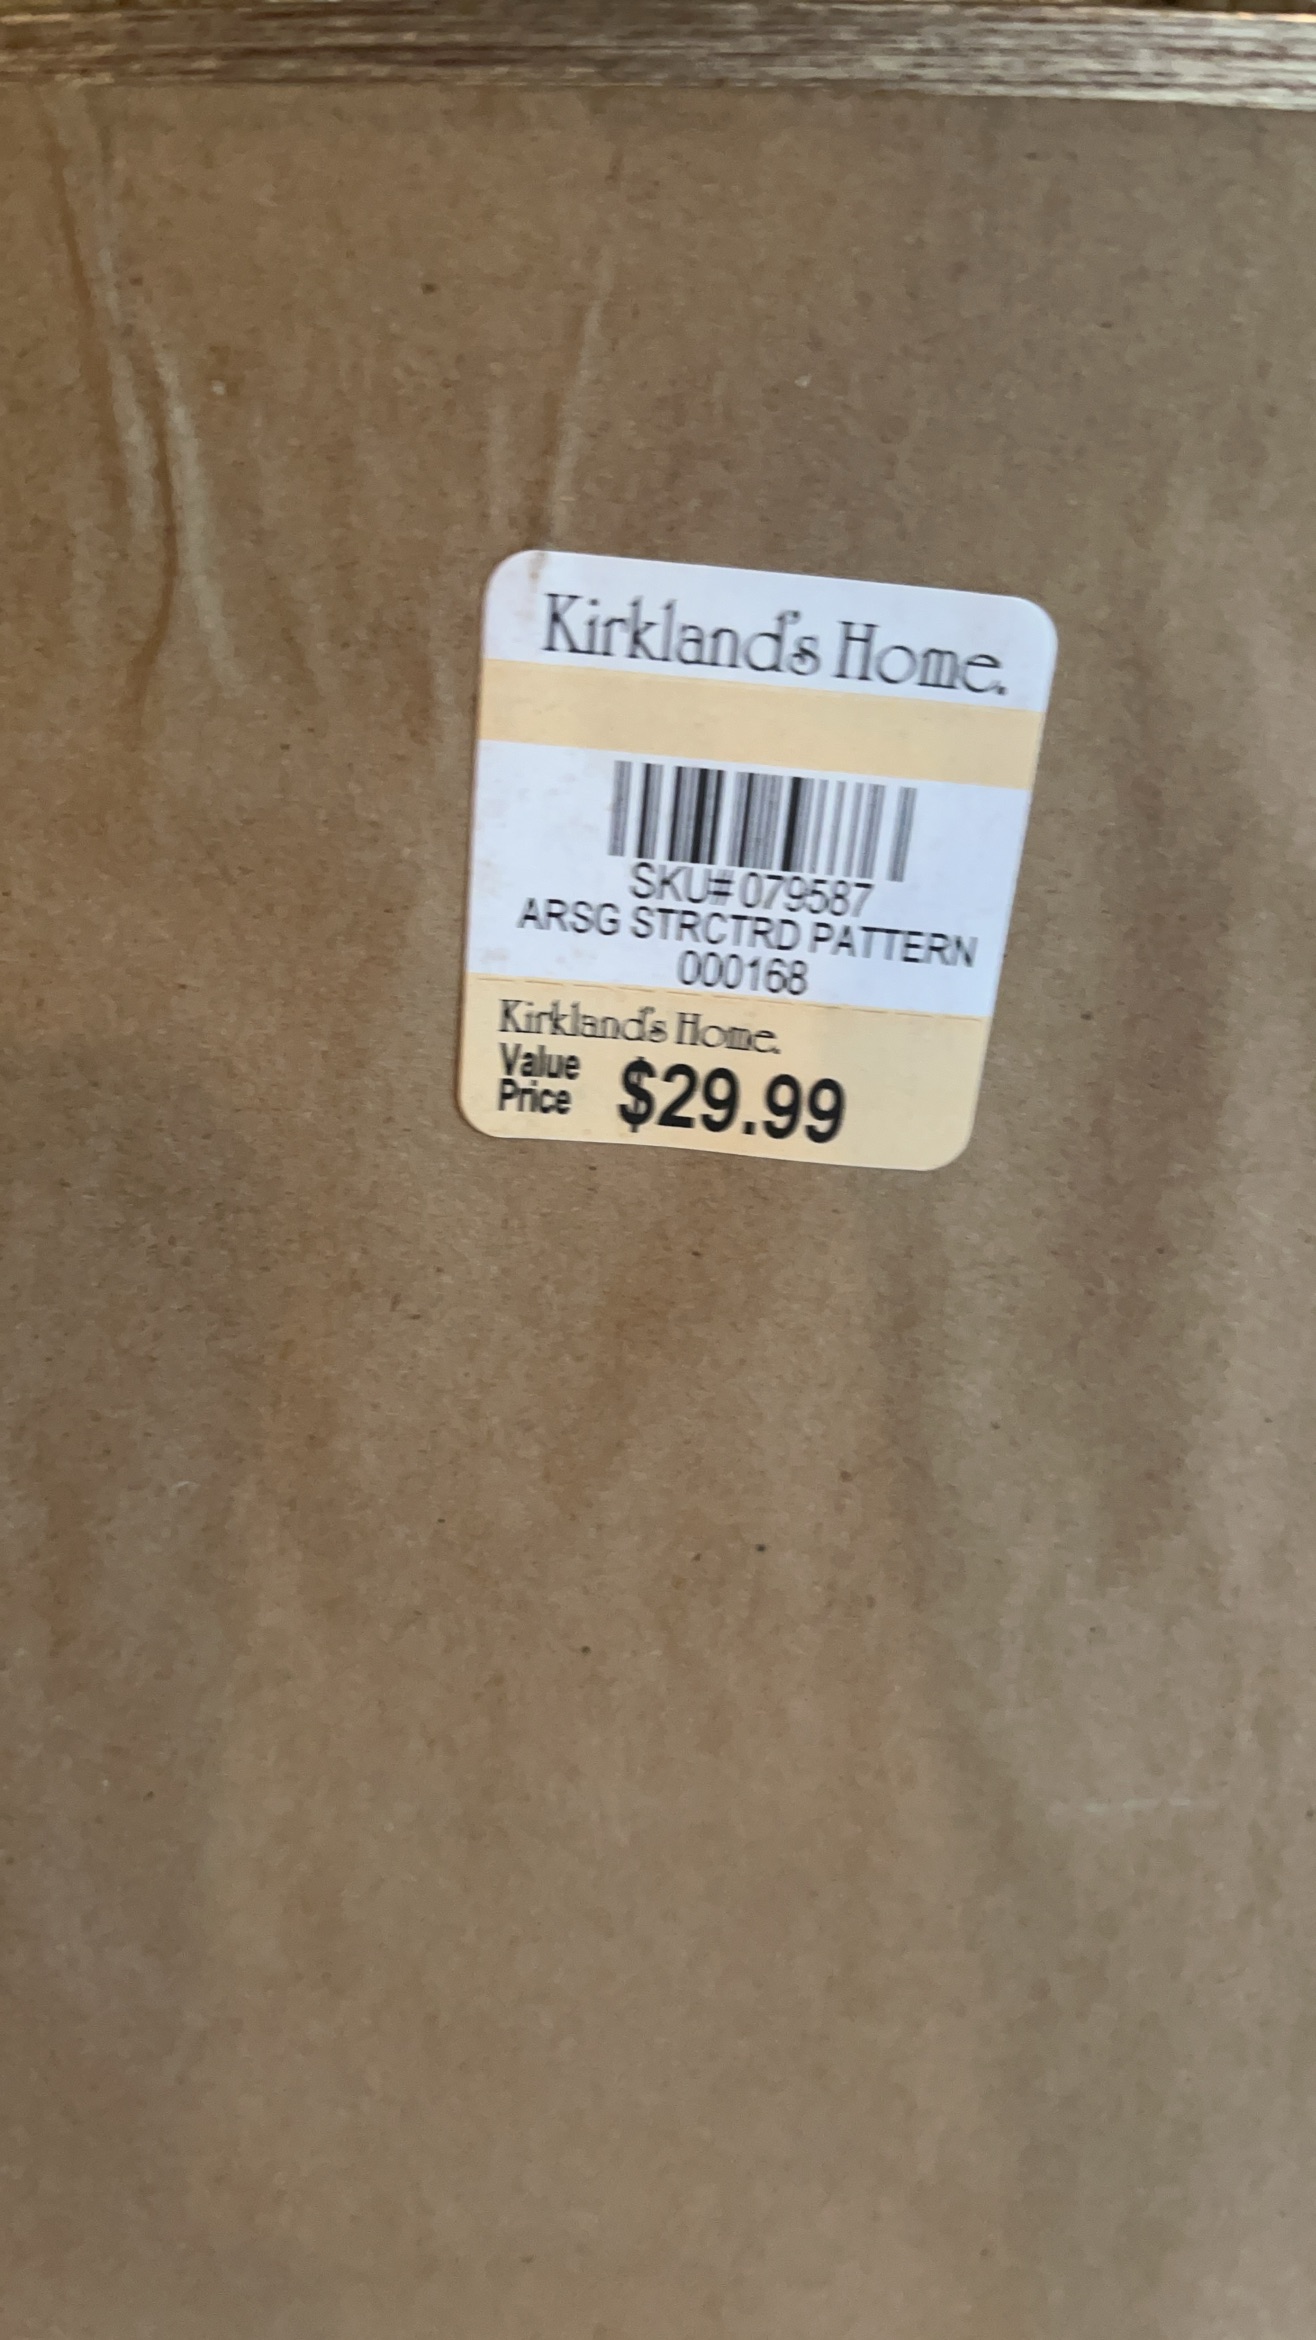 Kirkland's Home.
SKU# 079587
ARSG STRCTRD PATTERN
000168
Kirkland's Home.
Value
Price $29.99